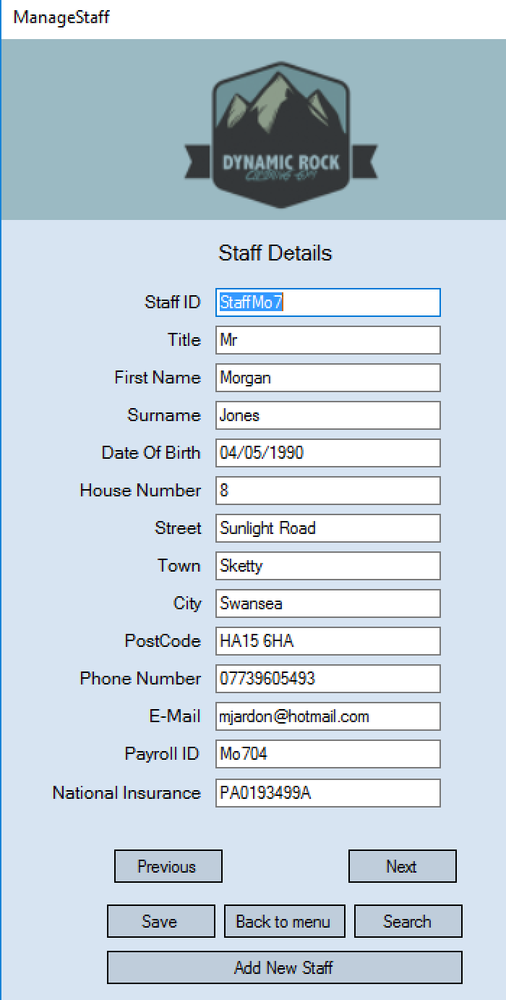 ManageStaff
DYNAMIC ROCK
Staff Details
Staff ID StaffMo7
Title Mr
First Name Morgan
Surname Jones
Date Of Birth 04/05/1990
House Number 8
Street Sunlight Road
Town Sketty
City Swansea
PostCode HA15 6HA
Phone Number 07739605493
E-Mail mjardon@hotmail.com
Payroll ID Mo704
National Insurance PA0193499A
Previous Next
Save Back to menu Search
Add New Staff